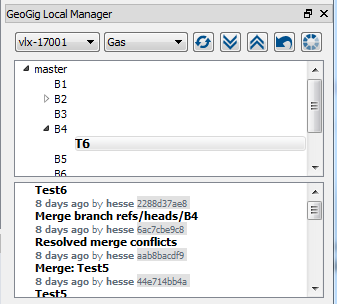 GeoGig Local Manager
vlx-17001 Gas
master
B1
B2
B3
B4
T6
B5
B6
Test6
8 days ago by hesse 2288d37ae8
Merge branch refs/heads/B4
8 days ago by hesse 6ac7cbe9c8
Resolved merge conflicts
8 days ago by hesse aab8bacdf9
Merge: Test5
8 days ago by hesse 44e714bb4a
Test5